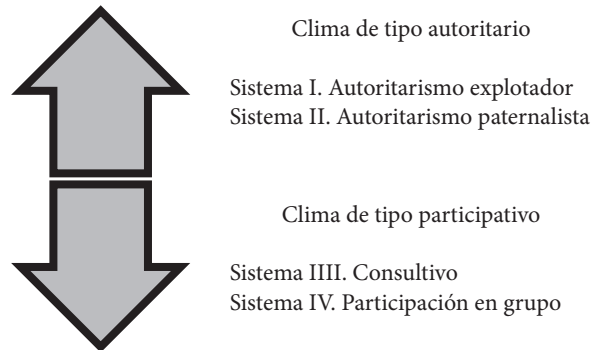 Clima de tipo autoritario
Sistema I. Autoritarismo explotador
Sistema II. Autoritarismo paternalista
Clima de tipo participativo
Sistema IIII. Consultivo
Sistema IV. Participación en grupo